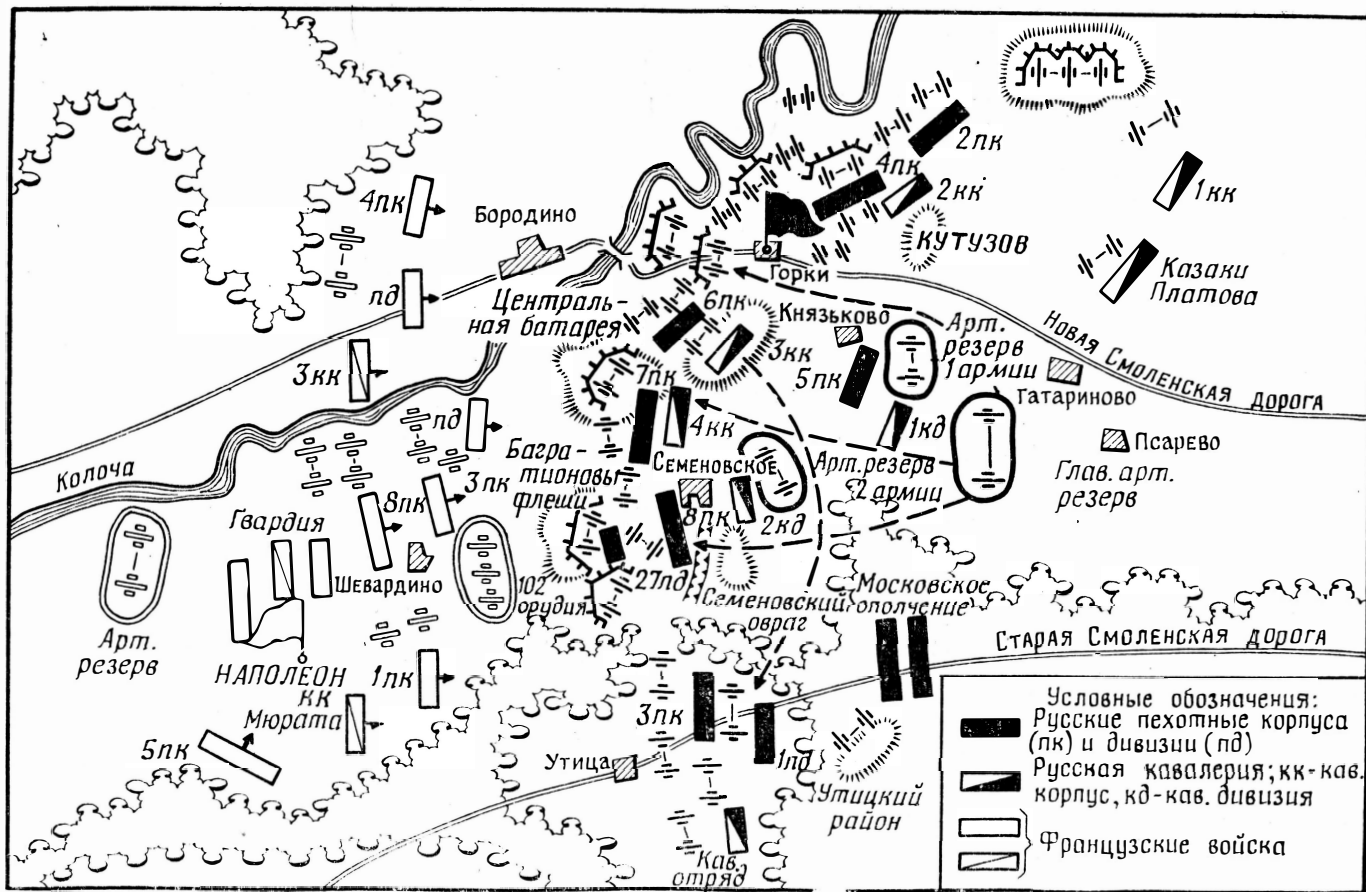 2пк
4пк
2кк
1кк
КУТУЗОВ
Казаки
Платова
4пк
Бородино
Горки
пд
Централь-
ная батарея
6пк
Князьково
Арт.
резерв
1 армии
Новая Смоленская дорога
3кк
3кк
5пк
Гатариново
7пк
4кк
1кд
Псарево
Колоча
пд
Багра-
тионовы
флеши
Семеновское
Арт. резерв
2 армии
Глав. арт.
резерв
Гвардия
8пк
3пк
8пк
2кд
Шевардино
102
орудия
27пд
Семеновский
овраг
Московское
ополчение
Арт.
резерв
НАПОЛЕОН
кк
Мюрата
1пк
Старая Смоленская дорога
5пк
3пк
1пд
Утица
Утицкий
район
Кав.
отряд
Условные обозначения:
Русские пехотные корпуса
(пк) и дивизии (пд)
Русская кавалерия; кк-кав.
корпус, кд-кав. дивизия
Французские войска